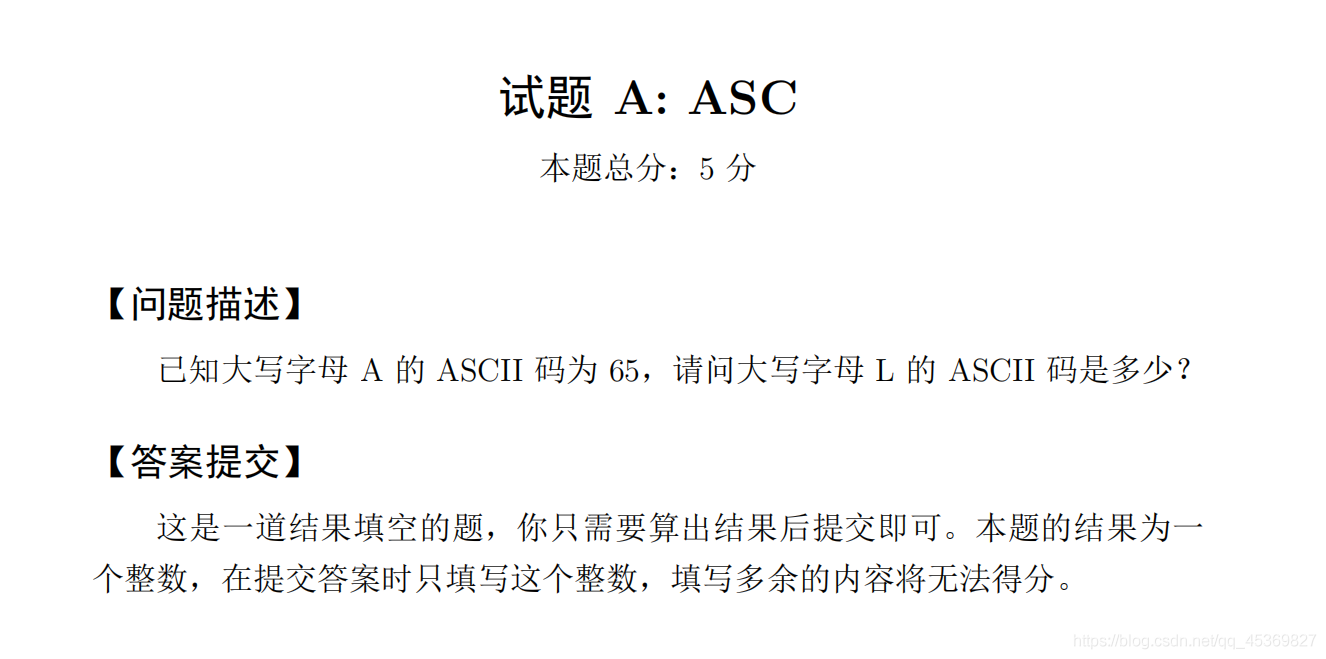 试题 A: ASC
本题总分：5 分
【问题描述】
已知大写字母 A 的 ASCII 码为 65，请问大写字母 L 的 ASCII 码是多少？
【答案提交】
这是一道结果填空的题，你只需要算出结果后提交即可。本题的结果为一
个整数，在提交答案时只填写这个整数，填写多余的内容将无法得分。
https://blog.csdn.net/qq_45369827